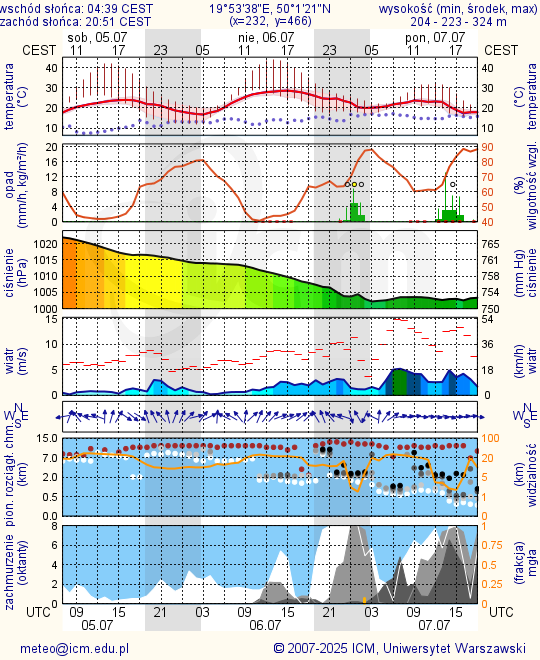 wschód słońca: 04:39 CEST 19°53'38"E, 50°1'21"N wysokość (min, środek, max)
zachód słońca: 20:51 CEST (x=232, y=466) 204 - 223 - 324 m
sob, 05.07 nie, 06.07 pon, 07.07
CEST 11 17 23 05 11 17 23 05 11 17 CEST
temperatura (°C) 40 30 20 10 40 30 20 10 (°C) temperatura
opad (mm/h, kg/m²/h) 20 16 12 8 4 0 90 80 70 60 50 40 (%) wilgotność wzgl.
ciśnienie (hPa) 1020 1015 1010 1005 1000 765 761 758 754 750 (mm Hg) ciśnienie
wiatr (m/s) 15 10 5 0 54 36 18 0 (km/h) wiatr
N W E S N W E S
pion. rozciągł. chm. (km) 15.0 7.0 2.0 0.5 0.0 100 20 5 1 0 (km) widzialność
zachmurzenie (oktanty) 8 6 4 2 0 1 0.75 0.5 0.25 0 (frakcja) mgła
UTC 09 15 21 03 09 15 21 03 09 15 UTC
05.07 06.07 07.07
meteo@icm.edu.pl © 2007-2025 ICM, Uniwersytet Warszawski